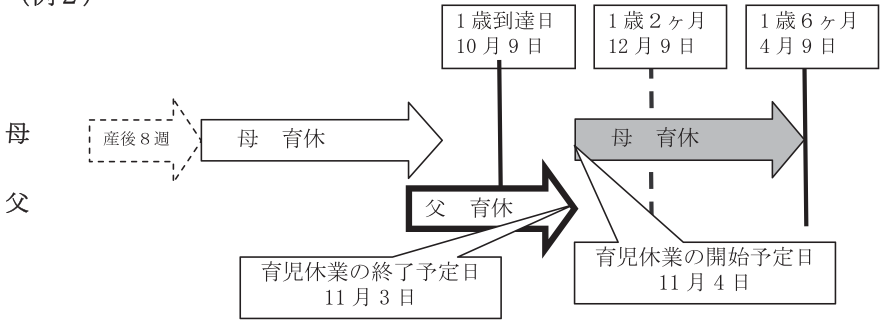 （例２）
１歳到達日
10月9日
１歳２ヶ月
12月9日
１歳６ヶ月
4月9日
母
産後８週
母　育休
母　育休
父
父　育休
育児休業の終了予定日
11月3日
育児休業の開始予定日
11月4日